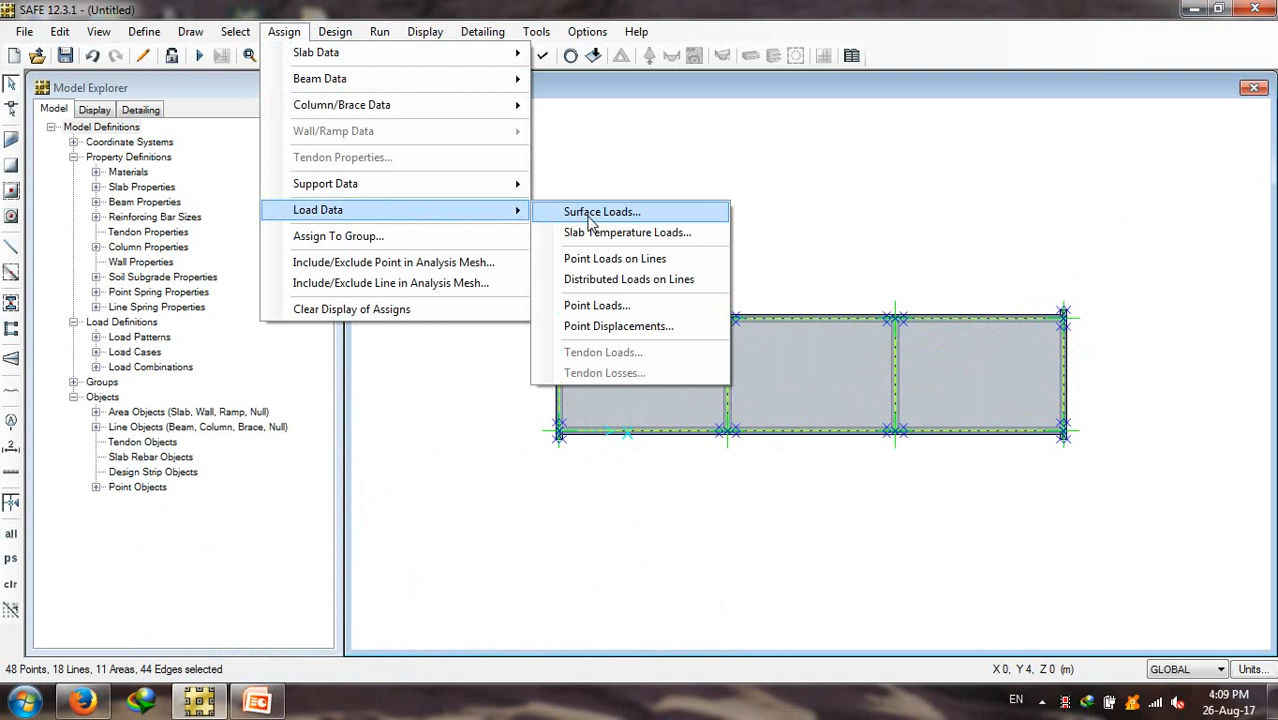 SAFE 12.3.1 - (Untitled)
File Edit View Define Draw Select Assign Design Run Display Detailing Tools Options Help
Model Explorer
Model Display Detailing
Model Definitions
Coordinate Systems
Property Definitions
Materials
Slab Properties
Beam Properties
Reinforcing Bar Sizes
Tendon Properties
Column Properties
Wall Properties
Soil Subgrade Properties
Point Spring Properties
Line Spring Properties
Load Definitions
Load Patterns
Load Cases
Load Combinations
Groups
Objects
Area Objects (Slab, Wall, Ramp, Null)
Line Objects (Beam, Column, Brace, Null)
Tendon Objects
Slab Rebar Objects
Design Strip Objects
Point Objects
all
ps
clr
Slab Data
Beam Data
Column/Brace Data
Wall/Ramp Data
Tendon Properties...
Support Data
Load Data
Assign To Group...
Include/Exclude Point in Analysis Mesh...
Include/Exclude Line in Analysis Mesh...
Clear Display of Assigns
Surface Loads...
Slab Temperature Loads...
Point Loads on Lines
Distributed Loads on Lines
Point Loads...
Point Displacements...
Tendon Loads...
Tendon Losses...
48 Points, 18 Lines, 11 Areas, 44 Edges selected
X 0, Y 4, Z 0 (m)
GLOBAL
Units...
EN
4:09 PM
26-Aug-17